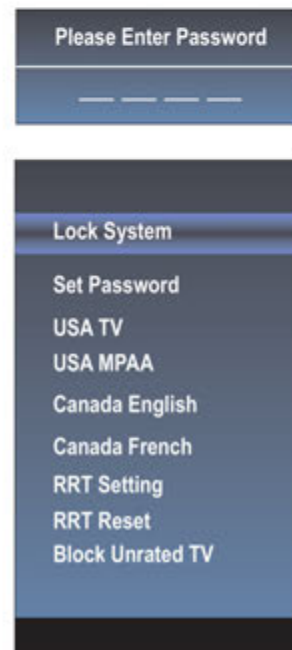 Please Enter Password
Lock System
Set Password
USA TV
USA MPAA
Canada English
Canada French
RRT Setting
RRT Reset
Block Unrated TV